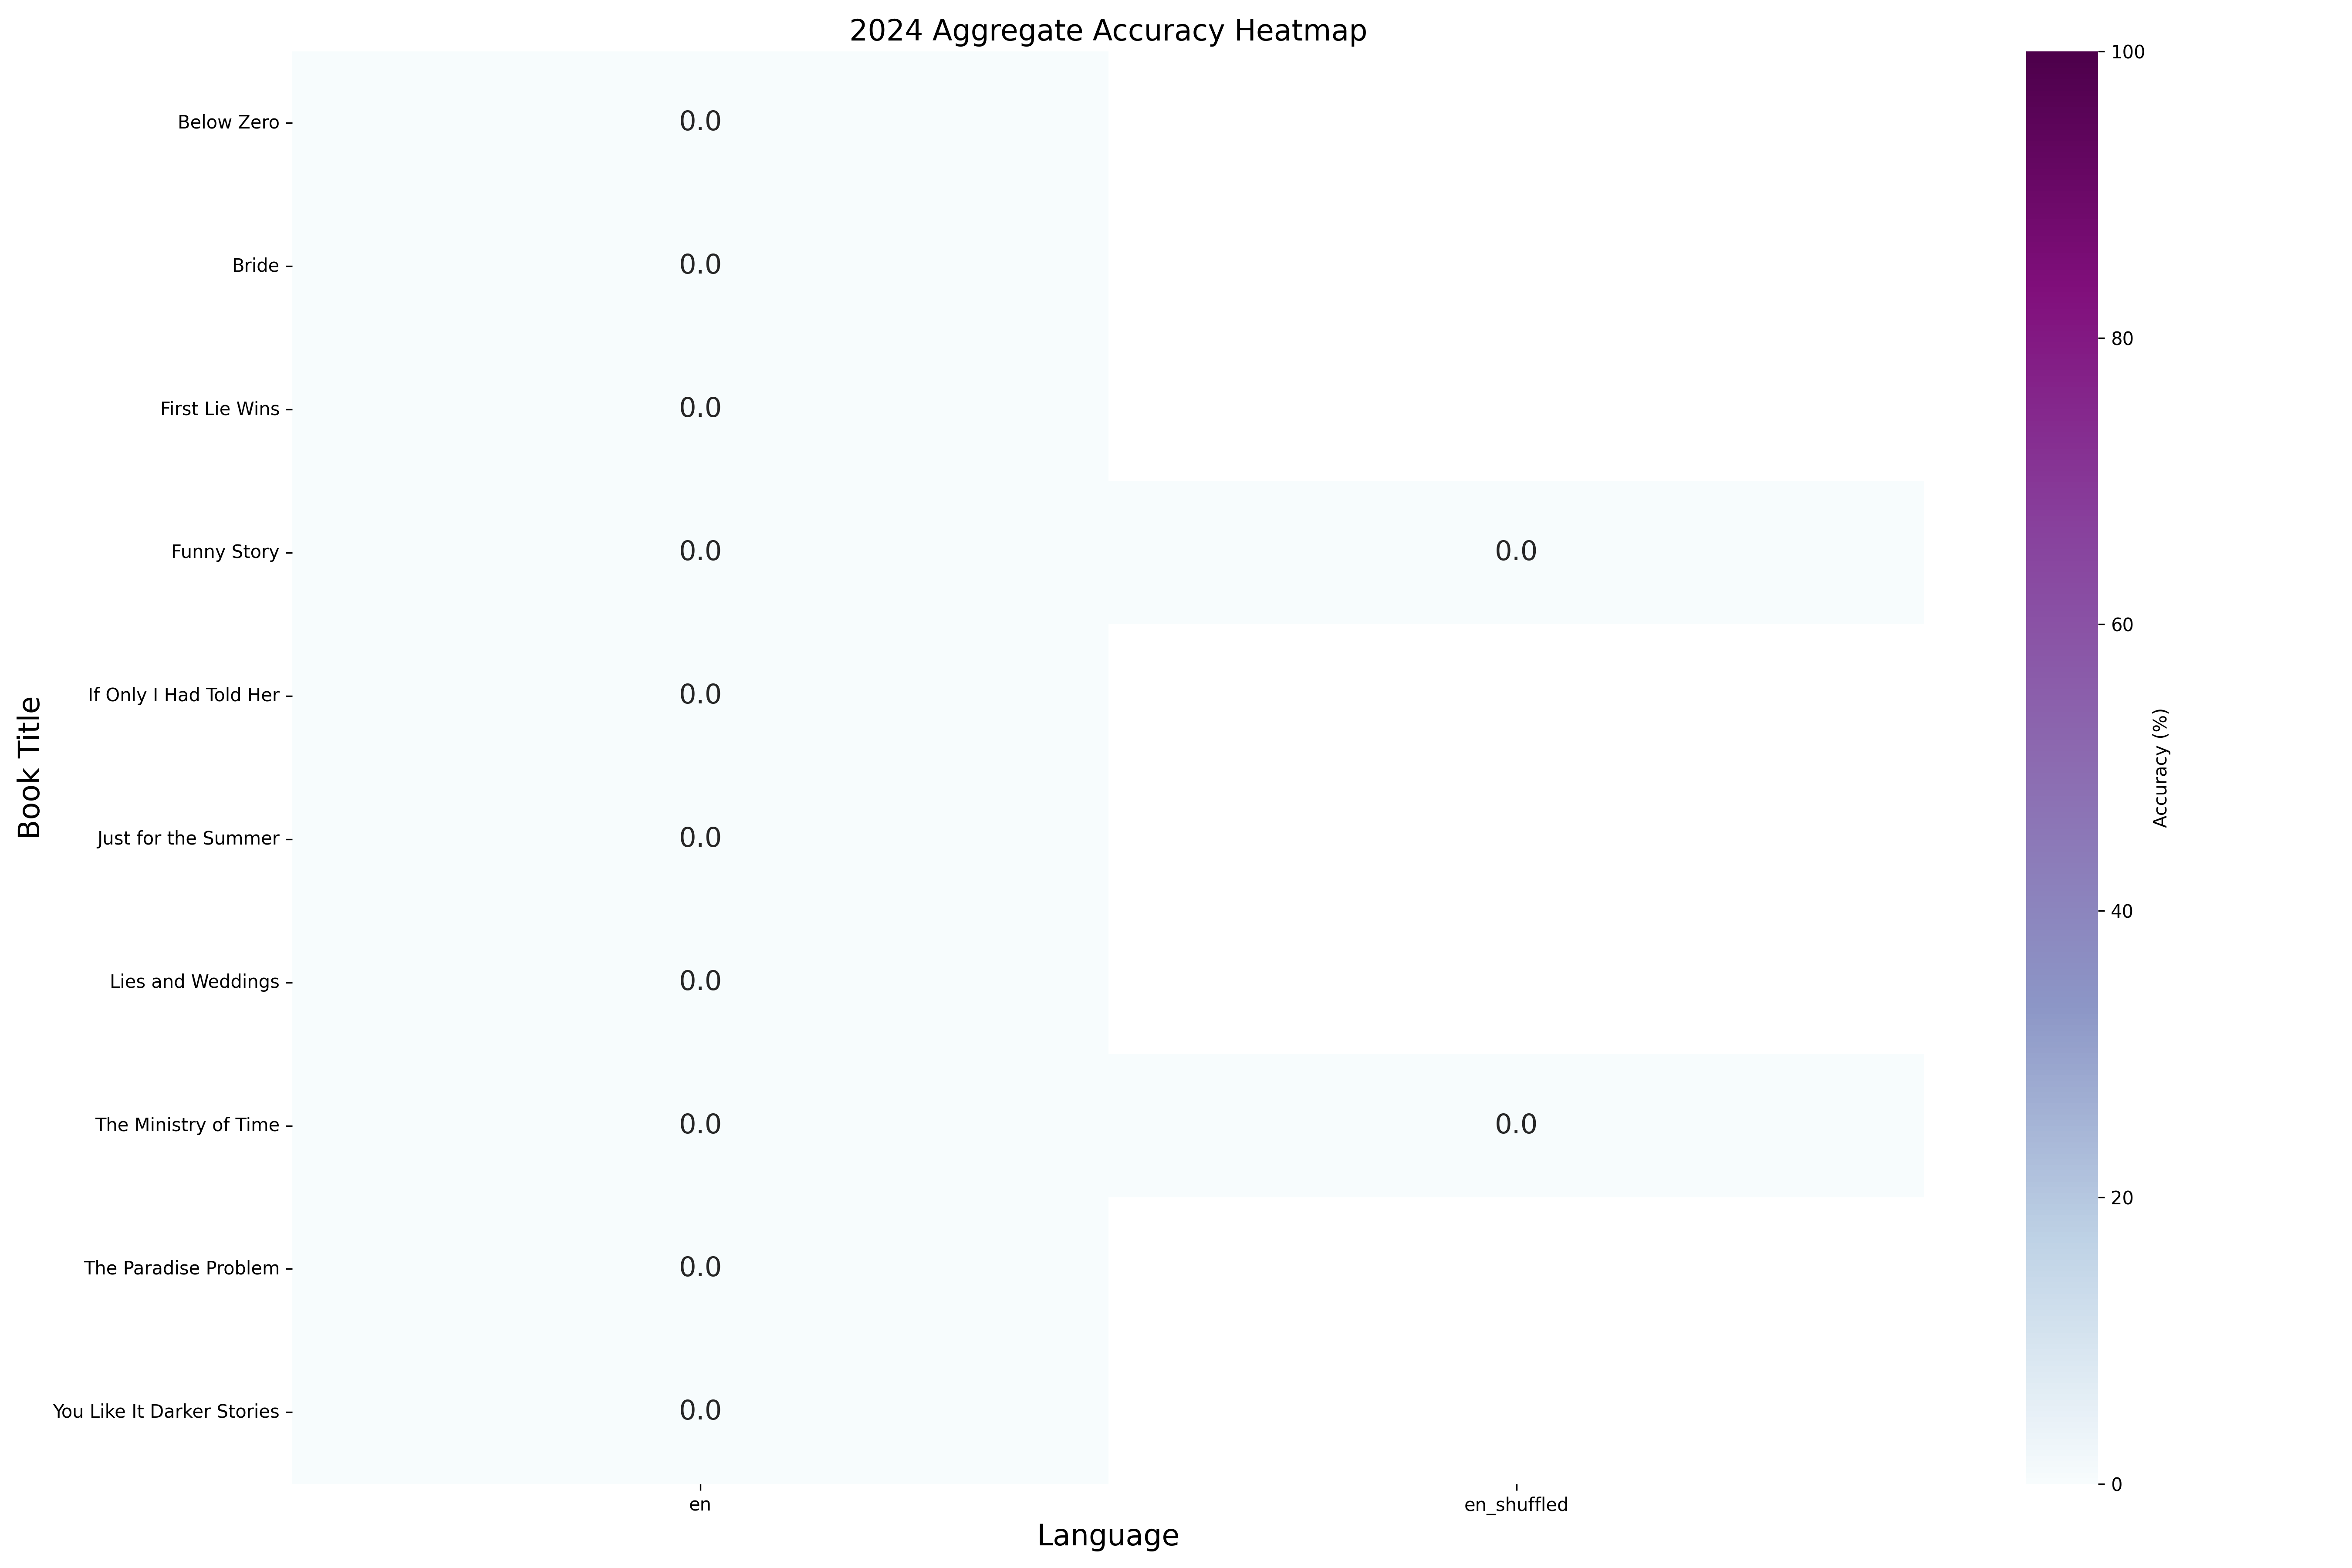 2024 Aggregate Accuracy Heatmap
Book Title
Below Zero
0.0
Bride
0.0
First Lie Wins
0.0
Funny Story
0.0
0.0
If Only I Had Told Her
0.0
Just for the Summer
0.0
Lies and Weddings
0.0
The Ministry of Time
0.0
0.0
The Paradise Problem
0.0
You Like It Darker Stories
0.0
en
en_shuffled
Language
100
80
60
40
20
0
Accuracy (%)